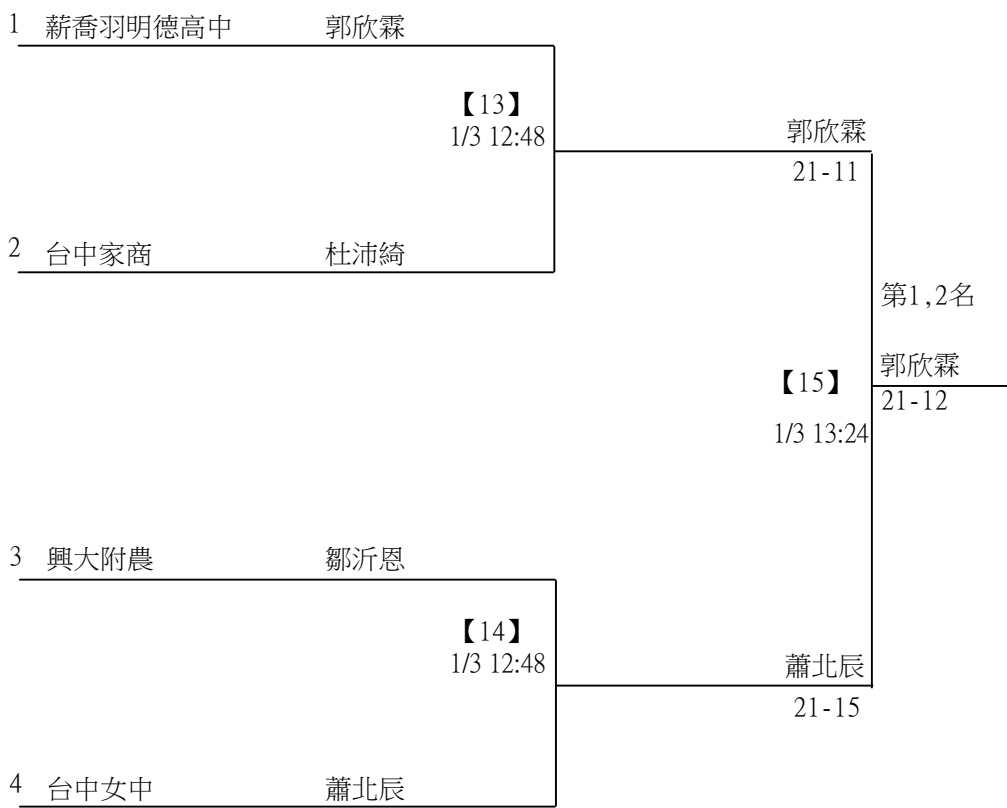 1 薪喬羽明德高中 郭欣霖
【13】
1/3 12:48
郭欣霖
21-11
2 台中家商 杜沛綺
第1,2名
【15】
1/3 13:24
郭欣霖
21-12
3 興大附農 鄒沂恩
【14】
1/3 12:48
蕭北辰
21-15
4 台中女中 蕭北辰